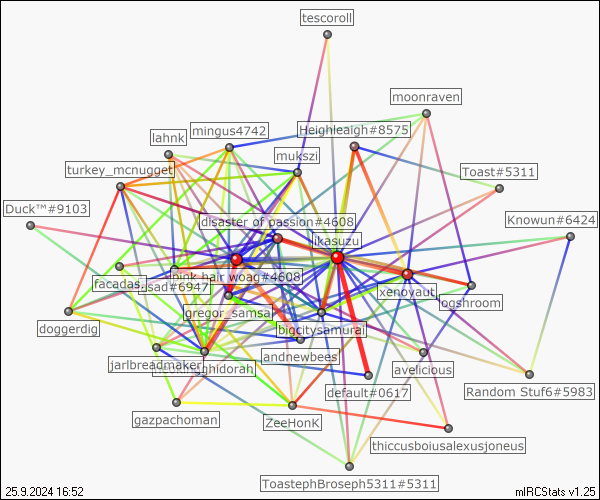 tescoroll
moonraven
mingus4742
Heighleaigh#8575
lahnk
mukszi
turkey_mcnugget
Toast#5311
Duck™#9103
disaster of passion#4608
Knowun#6424
likasuzu
pink hair woag#4608
facadas.
sad#6947
xenoyaut
ogshroom
gregor_samsa
doggerdig
bigcitysamurai
andnewbees
jarlbreadmaker
ghidorah
avelicious
default#0617
Random Stuf6#5983
gazpachoman
ZeeHonK
thiccusboiusalexusjoneus
ToastephBroseph5311#5311
25.9.2024 16:52
mIRCStats v1.25